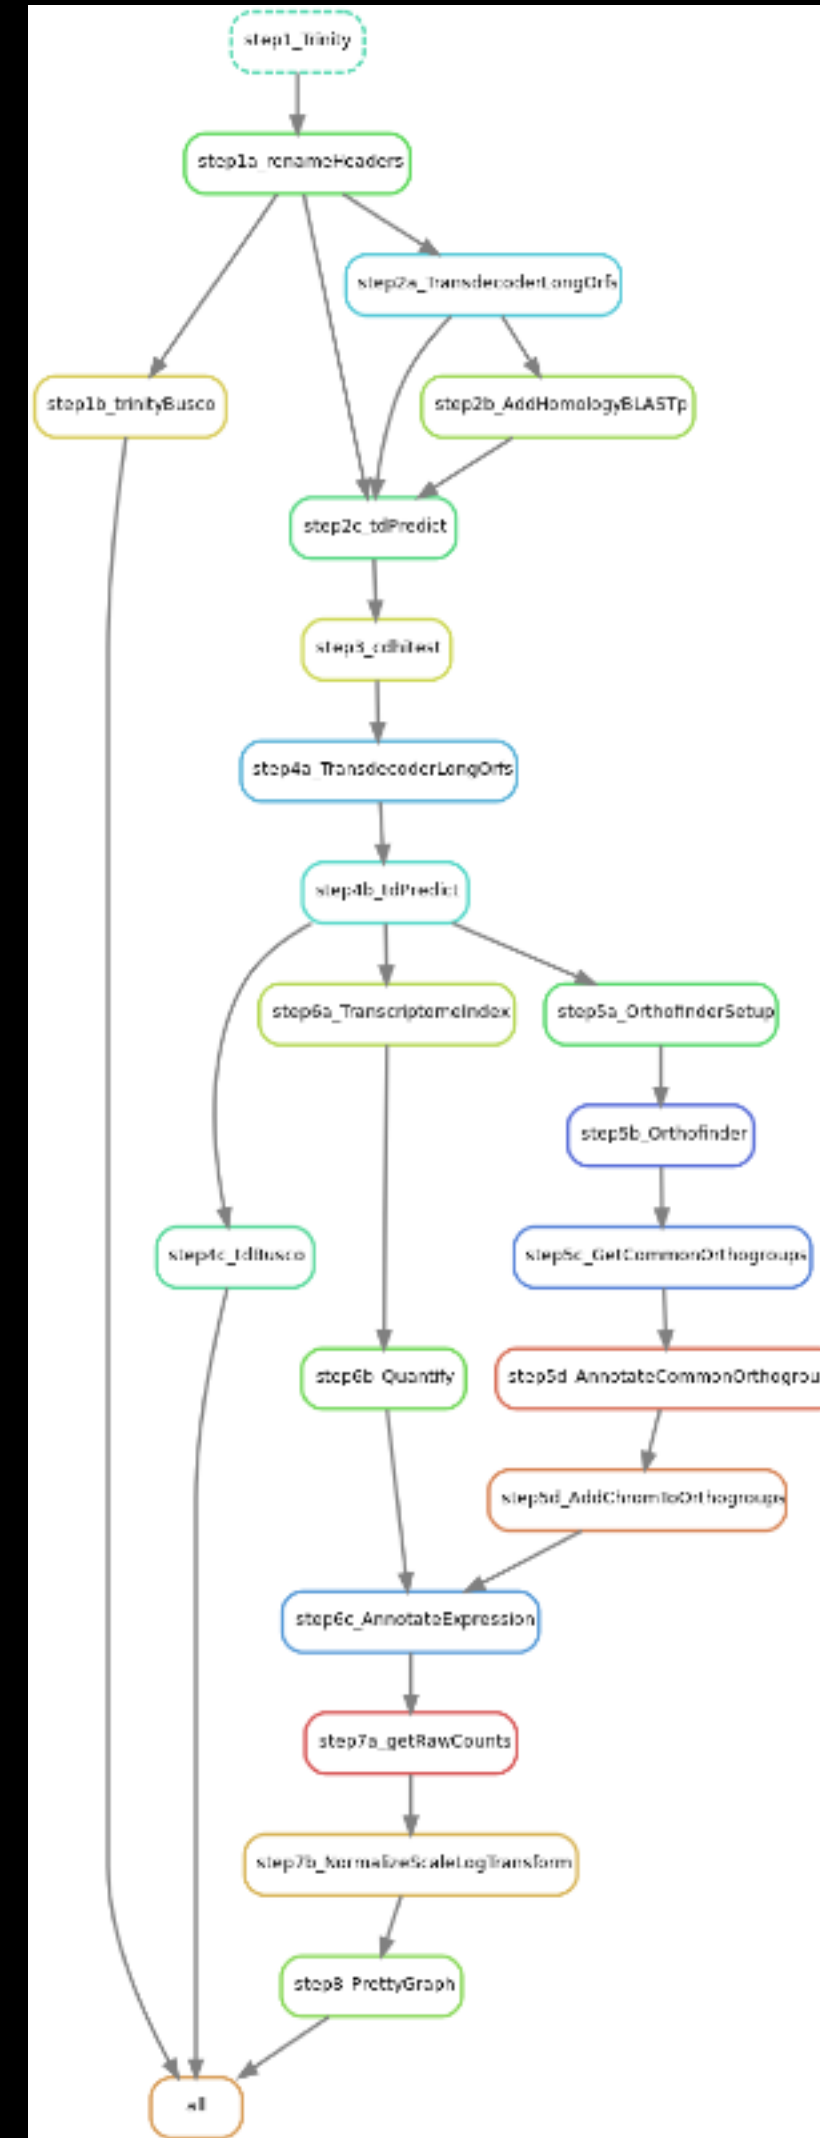 step1_Trinity
step1a_renameHeaders
step2a_TransdecoderLongOrfs
step1b_trinityBusco
step2b_AddHomologyBLASTp
step2c_tdPredict
step3_cdhitest
step4a_TransdecoderLongOrfs
step4b_tdPredict
step6a_TranscriptomeIndex
step5a_OrthofinderSetup
step5b_Orthofinder
step4c_tdBusco
step5c_GetCommonOrthogroups
step6b_Quantify
step5d_AnnotateCommonOrthogrou
step5d_AddChromToOrthogroups
step6c_AnnotateExpression
step7a_getRawCounts
step7b_NormalizeScaleLogTransform
step8_PrettyGraph
all